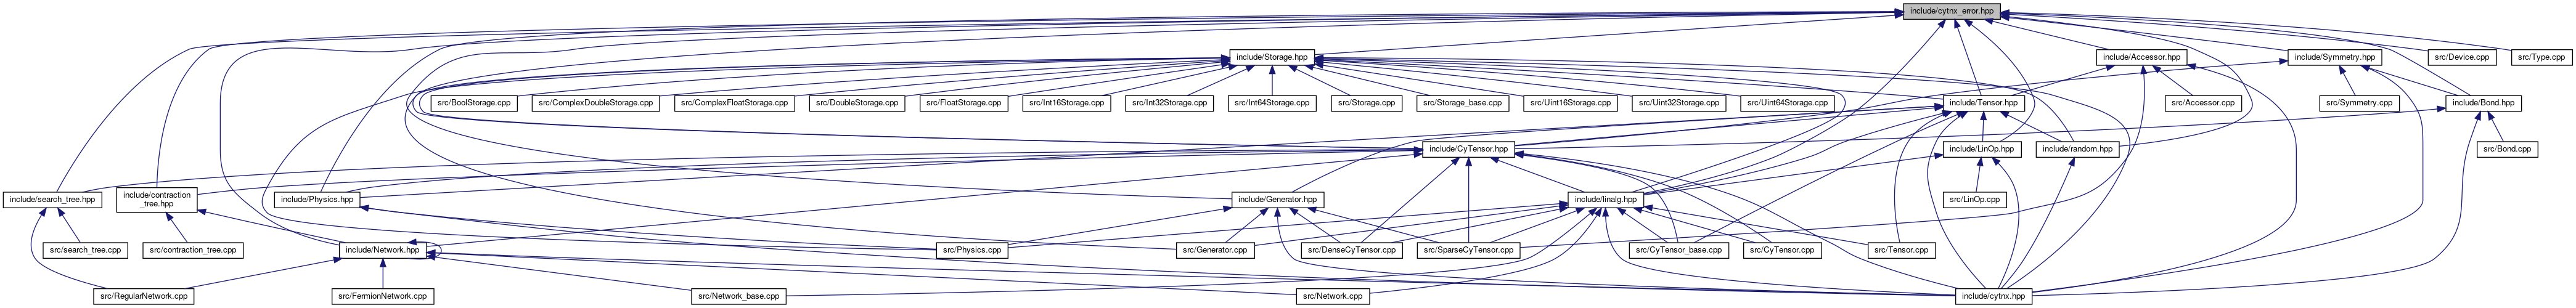 include/cytnx_error.hpp
include/Storage.hpp
include/Accessor.hpp
include/Symmetry.hpp
src/Device.cpp
src/Type.cpp
src/BoolStorage.cpp
src/ComplexDoubleStorage.cpp
src/ComplexFloatStorage.cpp
src/DoubleStorage.cpp
src/FloatStorage.cpp
src/Int16Storage.cpp
src/Int32Storage.cpp
src/Int64Storage.cpp
src/Storage.cpp
src/Storage_base.cpp
src/Uint16Storage.cpp
src/Uint32Storage.cpp
src/Uint64Storage.cpp
include/Tensor.hpp
src/Accessor.cpp
src/Symmetry.cpp
include/Bond.hpp
include/CyTensor.hpp
include/LinOp.hpp
include/random.hpp
src/Bond.cpp
include/search_tree.hpp
include/contraction
_tree.hpp
include/Physics.hpp
include/Generator.hpp
include/linalg.hpp
src/LinOp.cpp
src/search_tree.cpp
src/contraction_tree.cpp
include/Network.hpp
src/Physics.cpp
src/Generator.cpp
src/DenseCyTensor.cpp
src/SparseCyTensor.cpp
src/CyTensor_base.cpp
src/CyTensor.cpp
src/Tensor.cpp
src/RegularNetwork.cpp
src/FermionNetwork.cpp
src/Network_base.cpp
src/Network.cpp
include/cytnx.hpp